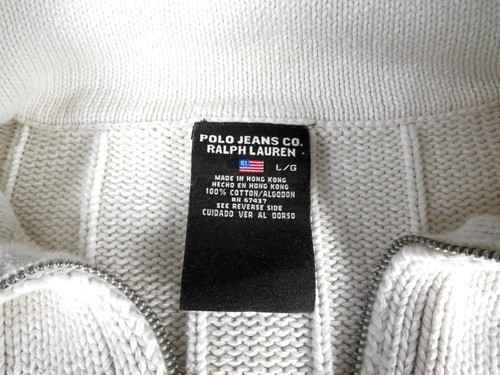 POLO JEANS CO.
RALPH LAUREN
RL L/G
MADE IN HONG KONG
HECHO EN HONG KONG
100% COTTON/ALGODON
RN 67437
SEE REVERSE SIDE
CUIDADO VER AL DORSO